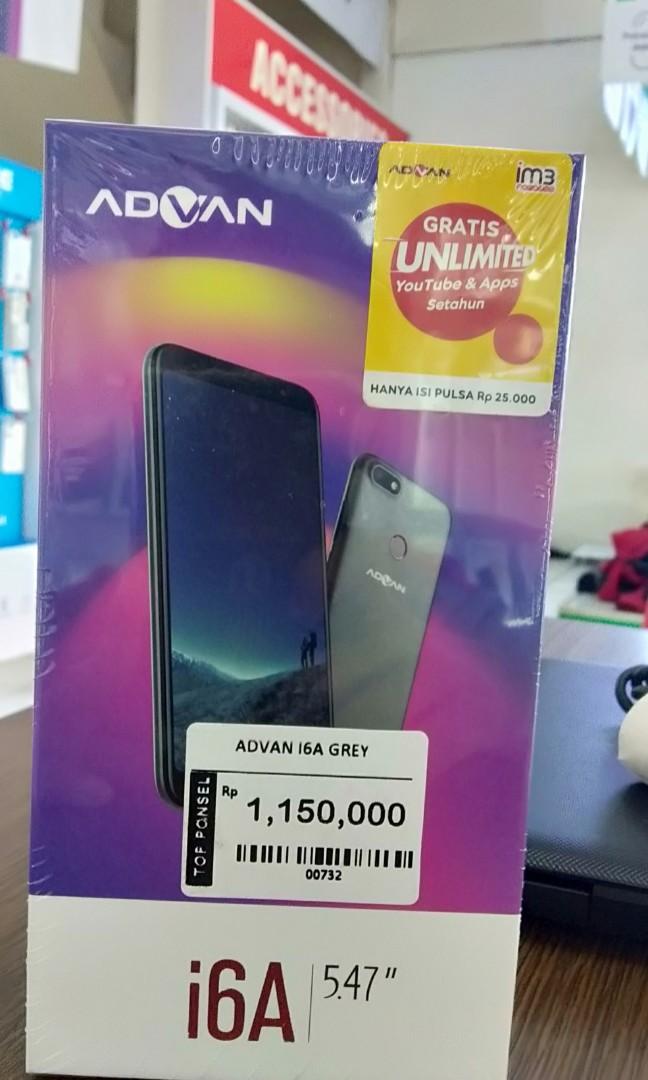 ACCESSORI
ADVAN
ADVAN
im3
GRATIS
UNLIMITED
YouTube & Apps
Setahun
HANYA ISI PULSA Rp 25.000
ADVAN
ADVAN I6A GREY
TOP PONSEL
Rp 1,150,000
00732
i6A 5.47"